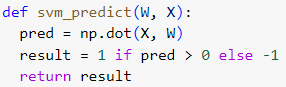 def svm_predict(W, X):
  pred = np.dot(X, W)
  result = 1 if pred > 0 else -1
  return result